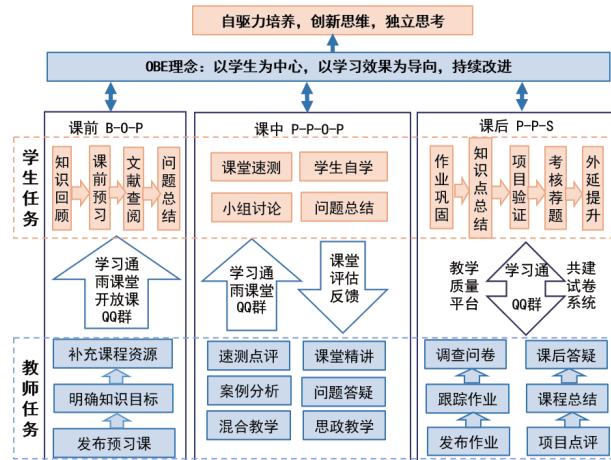 自驱力培养，创新思维，独立思考
OBE理念：以学生为中心，以学习效果为导向，持续改进
课前 B-O-P
课中 P-P-O-P
课后 P-P-S
学生任务
知识回顾
课前预习
文献查阅
问题总结
课堂速测
学生自学
小组讨论
问题总结
作业巩固
知识点总结
项目验证
考核荐题
外延提升
学习通
雨课堂
开放课
QQ群
学习通
雨课堂
QQ群
课堂
评估
反馈
教学
质量
平台
学习通
QQ群
共建
试卷
系统
教师任务
补充课程资源
明确知识目标
发布预习课
速测点评
课堂精讲
案例分析
问题答疑
混合教学
思政教学
调查问卷
课后答疑
跟踪作业
课程总结
发布作业
项目点评